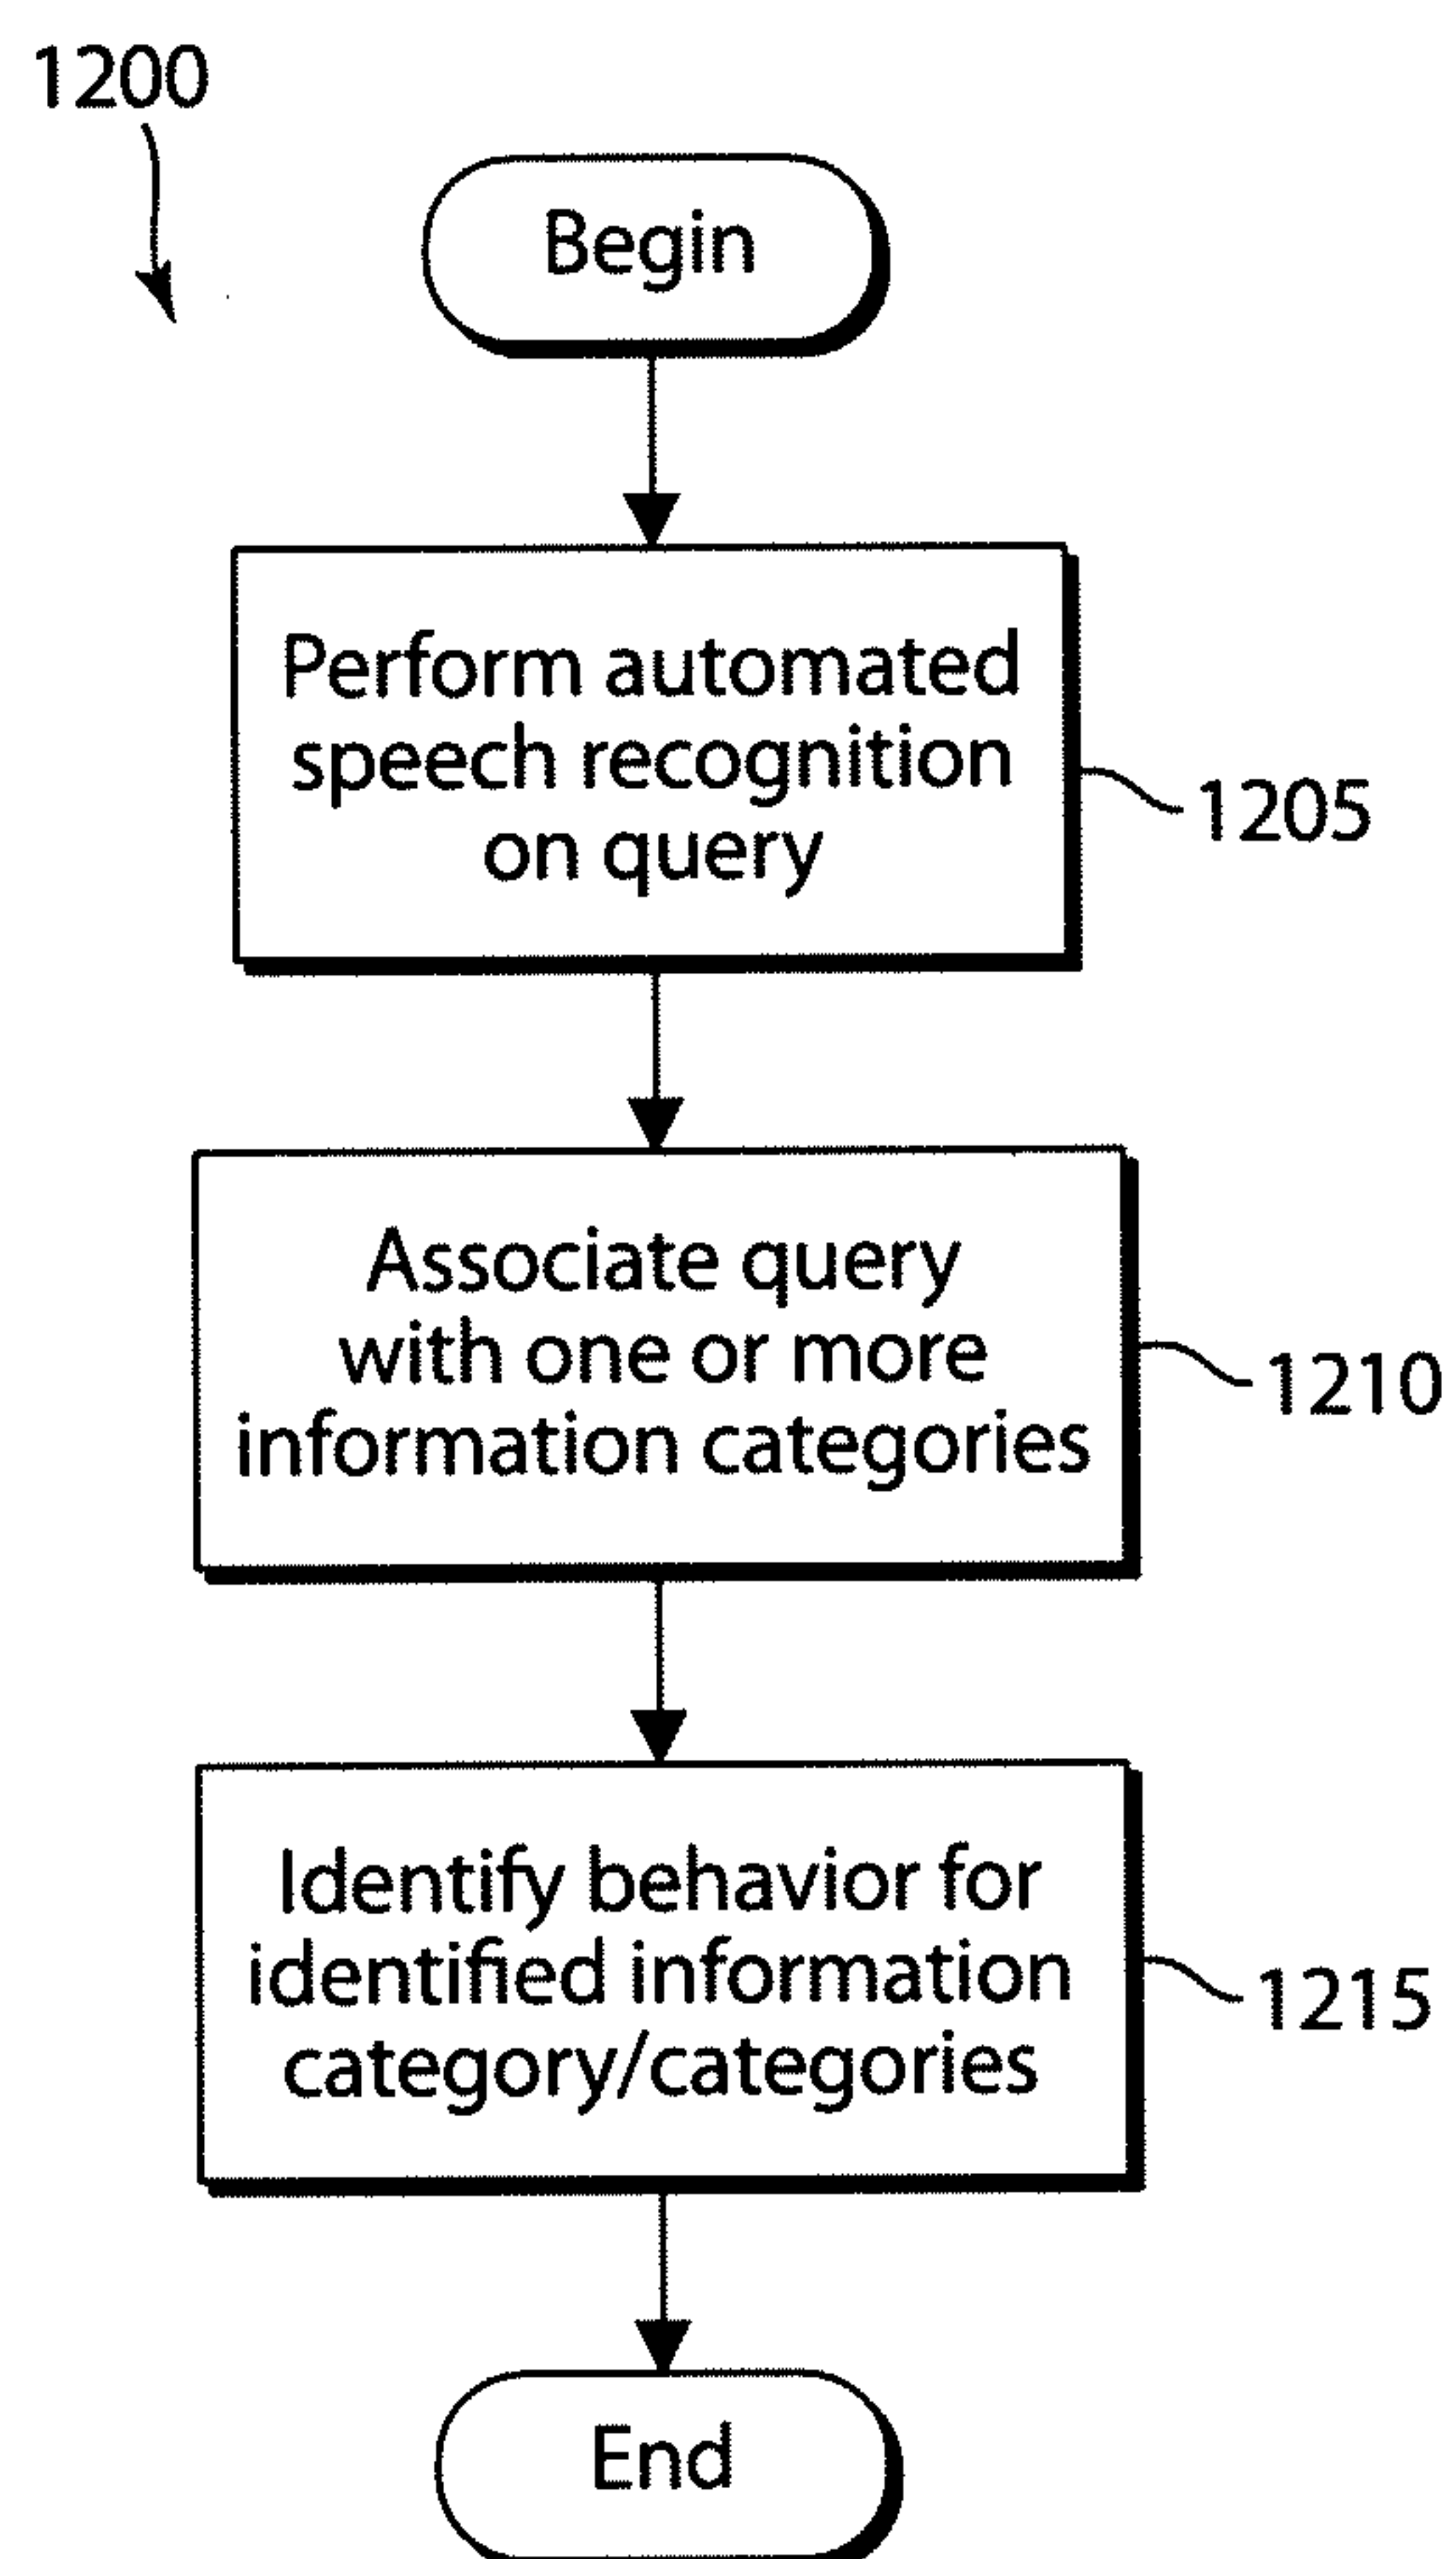 1200
Begin
Perform automated
speech recognition
on query
1205
Associate query
with one or more
information categories
1210
Identify behavior for
identified information
category/categories
1215
End